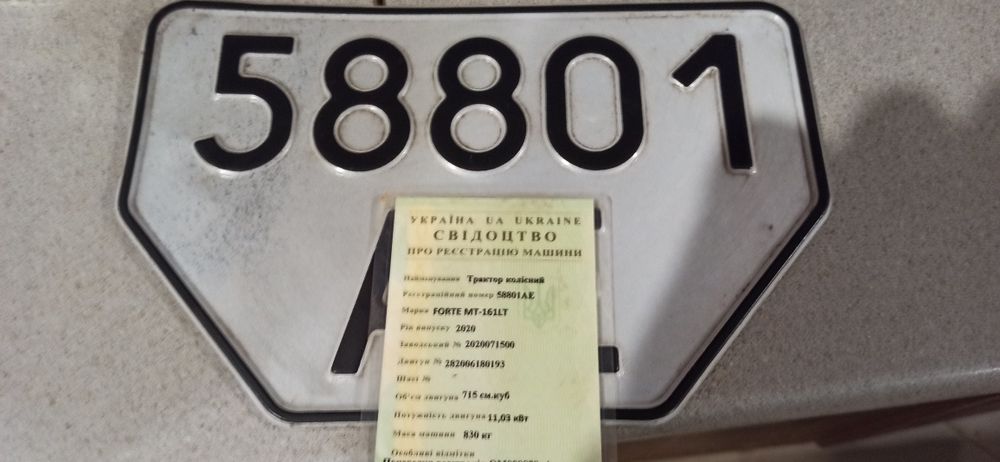 58801
АЕ
УКРАЇНА UA UKRAINE
СВІДОЦТВО
ПРО РЕЄСТРАЦІЮ МАШИНИ
Найменування Трактор колісний
Реєстраційний номер 58801АЕ
Марка FORTE MT-161LT
Рік випуску 2020
Заводський № 2020071500
Двигун № 282006180193
Шасі №
Об'єм двигуна 715 см.куб
Потужність двигуна 11,03 кВт
Маса машини 830 кг
Особливі відмітки